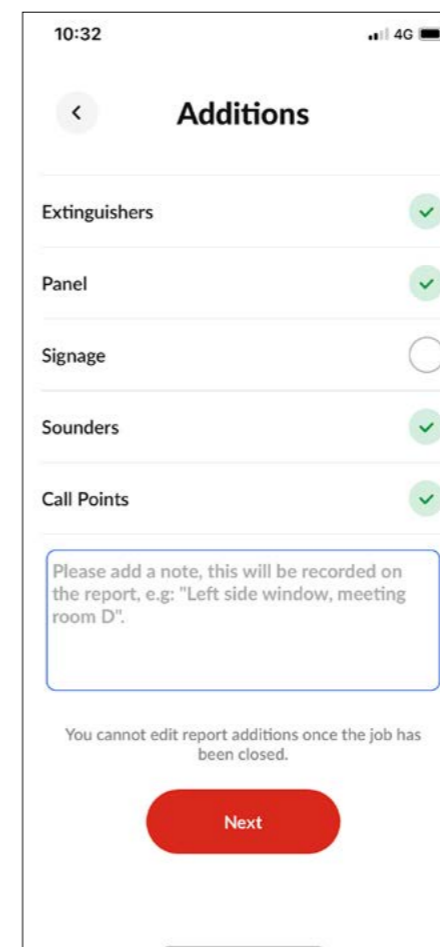 10:32
4G
Additions
Extinguishers
Panel
Signage
Sounders
Call Points
Please add a note, this will be recorded on
the report, e.g: "Left side window, meeting
room D".
You cannot edit report additions once the job has
been closed.
Next